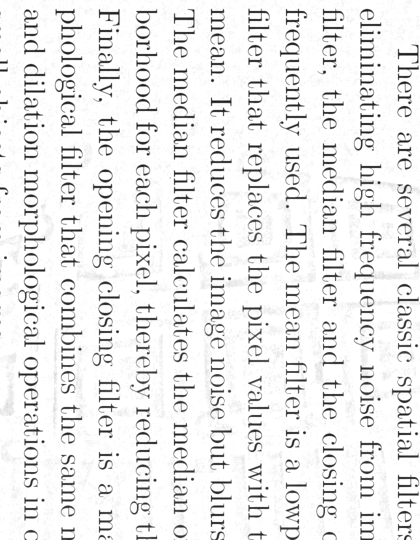 There are several classic spatial filters
eliminating high frequency noise from im
filter, the median filter and the closing o
frequently used. The mean filter is a lowp
filter that replaces the pixel values with t
mean. It reduces the image noise but blurs
The median filter calculates the median o
borhood for each pixel, thereby reducing th
Finally, the opening closing filter is a ma
phological filter that combines the same n
and dilation morphological operations in o